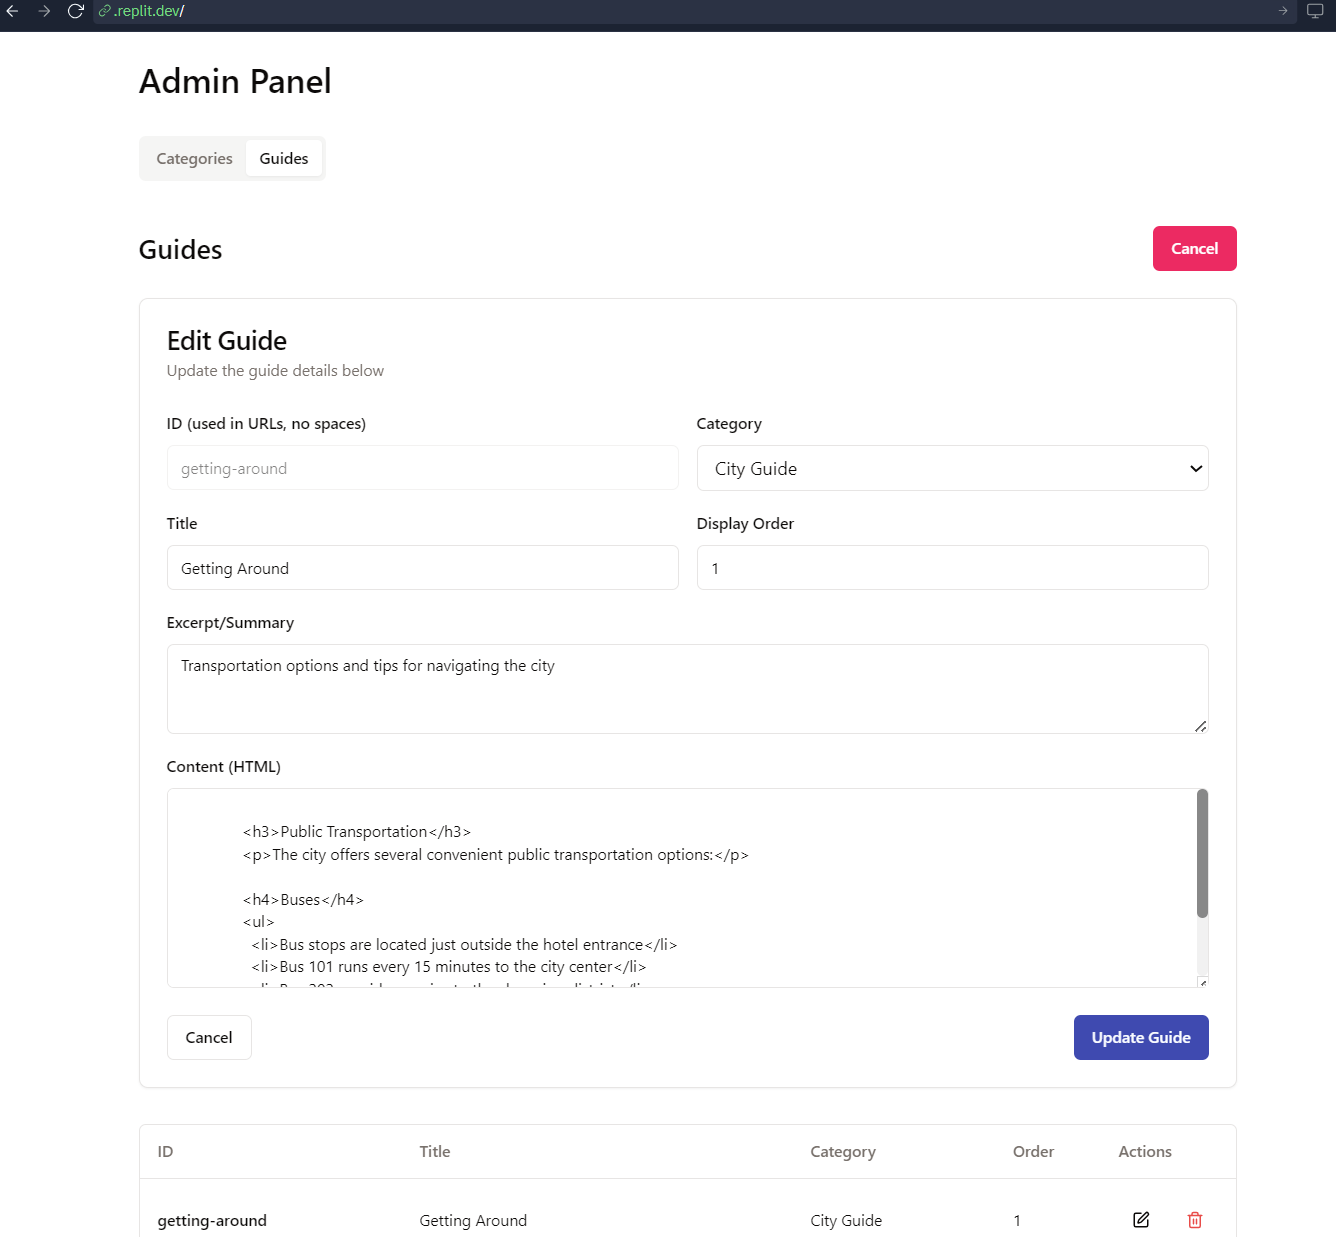 .replit.dev/
Admin Panel
Categories Guides
Guides
Cancel
Edit Guide
Update the guide details below
ID (used in URLs, no spaces)
Category
getting-around
City Guide
Title
Display Order
Getting Around
1
Excerpt/Summary
Transportation options and tips for navigating the city
Content (HTML)
<h3>Public Transportation</h3>
<p>The city offers several convenient public transportation options:</p>
<h4>Buses</h4>
<ul>
<li>Bus stops are located just outside the hotel entrance</li>
<li>Bus 101 runs every 15 minutes to the city center</li>
Cancel
Update Guide
ID Title Category Order Actions
getting-around Getting Around City Guide 1